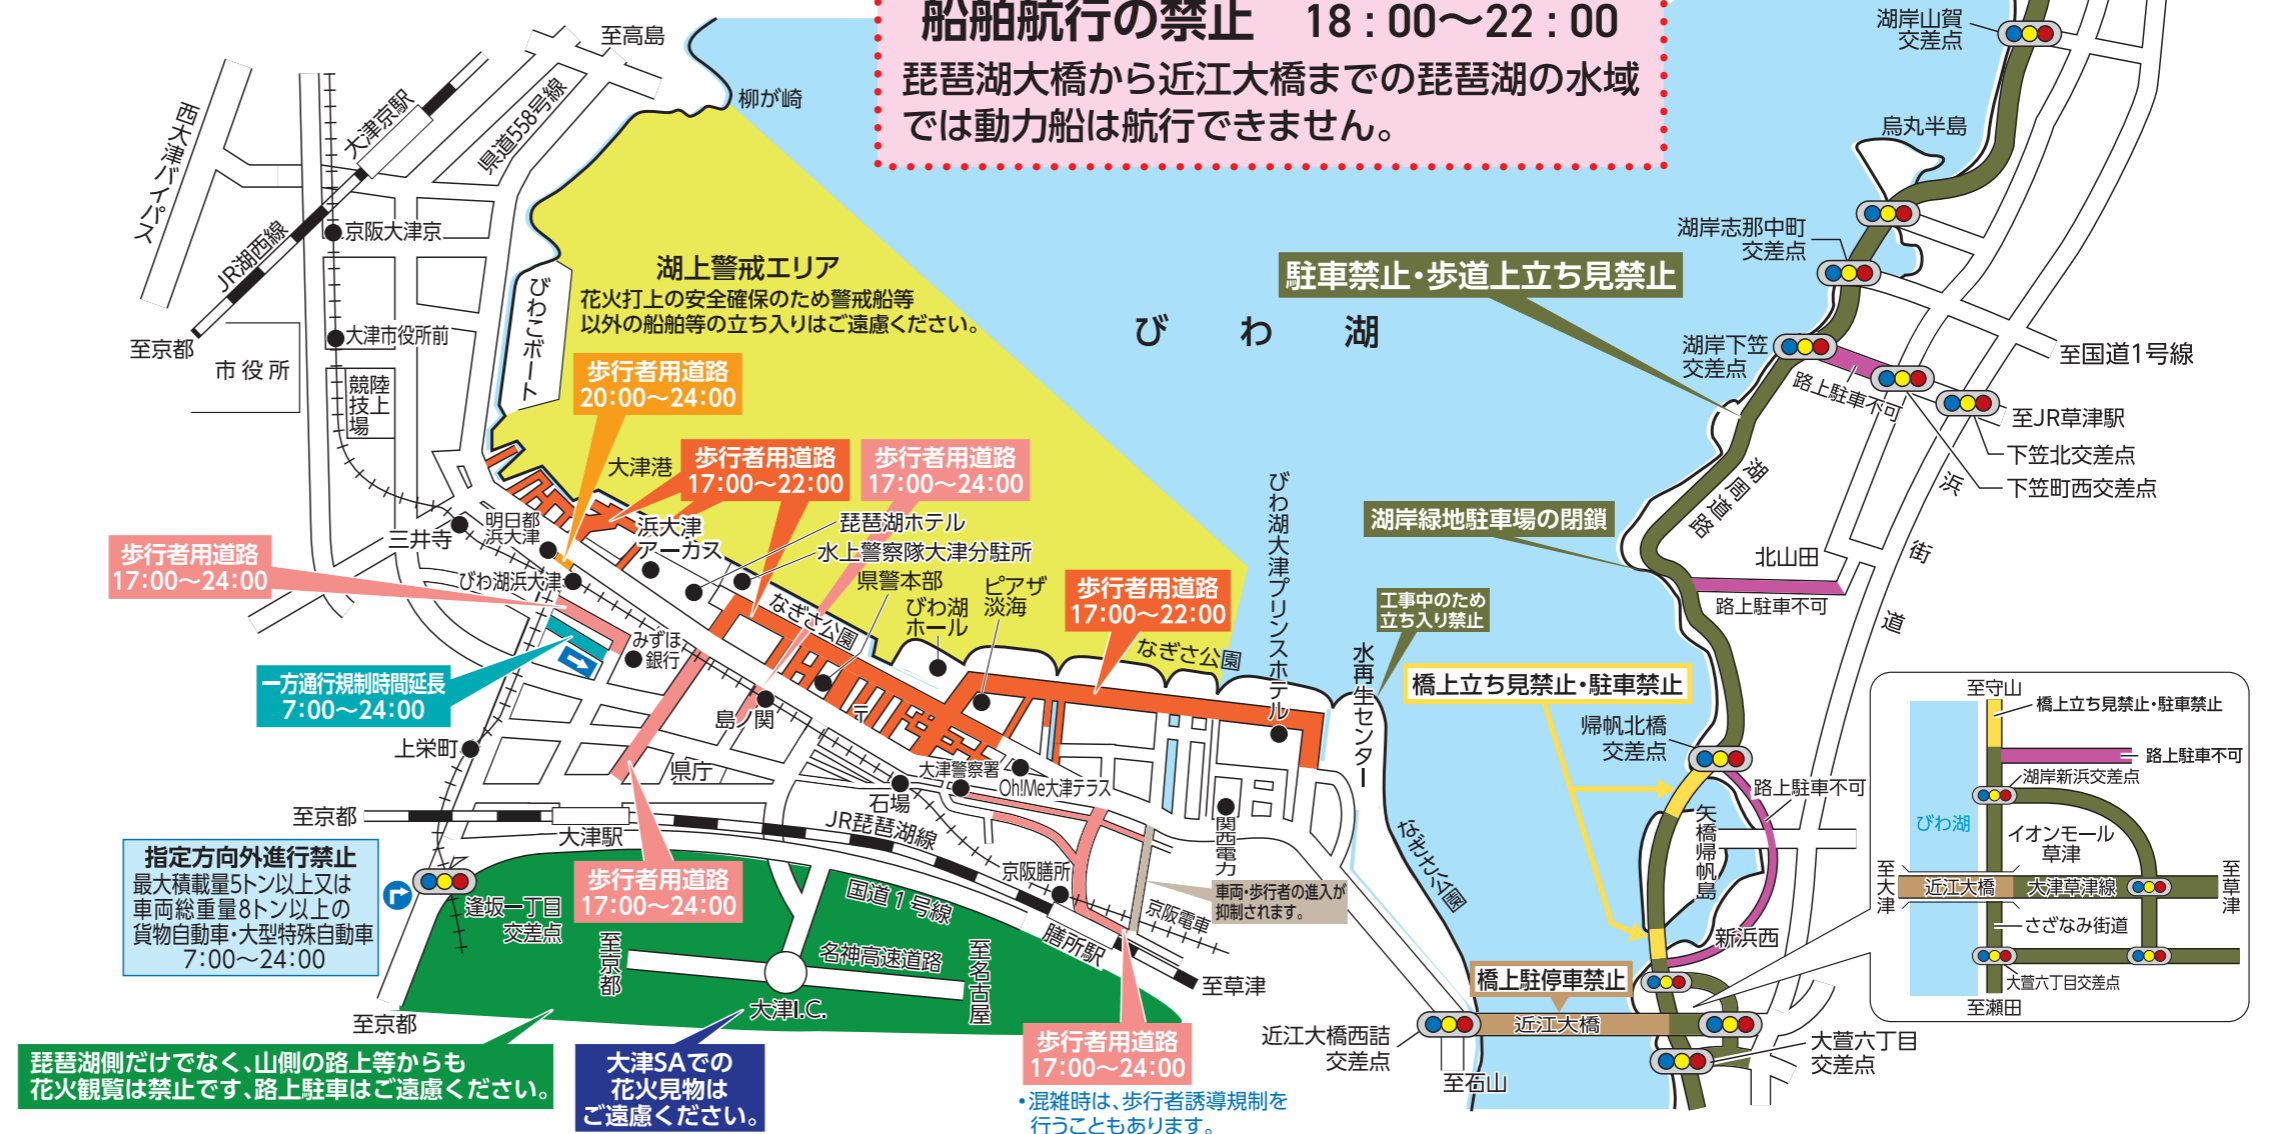 船舶航行の禁止　18：00～22：00
琵琶湖大橋から近江大橋までの琵琶湖の水域
では動力船は航行できません。
至高島
柳が崎
西大津バイパス
大津京駅
県道558号線
JR湖西線
京阪大津京
至京都
市役所
大津市役所前
陸上
競技場
びわこボート
湖上警戒エリア
花火打上の安全確保のため警戒船等
以外の船舶等の立ち入りはご遠慮ください。
歩行者用道路
20：00～24：00
大津港
歩行者用道路
17：00～22：00
歩行者用道路
17：00～24：00
びわ湖
三井寺
明日都
浜大津
浜大津
アーカス
琵琶湖ホテル
水上警察隊大津分駐所
県警本部
びわ湖
ホール
ピアザ
淡海
歩行者用道路
17：00～22：00
なぎさ公園
なぎさ公園
びわ湖大津プリンスホテル
歩行者用道路
17：00～24：00
びわ湖浜大津
みずほ
銀行
一方通行規制時間延長
7：00～24：00
島ノ関
上栄町
県庁
大津警察署
Oh!Me大津テラス
石場
至京都
大津駅
JR琵琶湖線
京阪膳所
関西電力
車両・歩行者の進入が
抑制されます。
京阪電車
膳所駅
至草津
指定方向外進行禁止
最大積載量5トン以上又は
車両総重量8トン以上の
貨物自動車・大型特殊自動車
7：00～24：00
逢坂一丁目
交差点
歩行者用道路
17：00～24：00
国道1号線
至京都
名神高速道路
至名古屋
大津I.C.
至京都
琵琶湖側だけでなく、山側の路上等からも
花火観覧は禁止です、路上駐車はご遠慮ください。
大津SAでの
花火見物は
ご遠慮ください。
歩行者用道路
17：00～24：00
・混雑時は、歩行者誘導規制を
行うこともあります。
工事中のため
立ち入り禁止
水再生センター
なぎさ公園
湖岸山賀
交差点
烏丸半島
湖岸志那中町
交差点
駐車禁止・歩道上立ち見禁止
湖岸下笠
交差点
路上駐車不可
至国道1号線
至JR草津駅
下笠北交差点
下笠町西交差点
湖周道路
浜街道
湖岸緑地駐車場の閉鎖
北山田
路上駐車不可
橋上立ち見禁止・駐車禁止
帰帆北橋
交差点
路上駐車不可
矢橋帰帆島
新浜西
橋上駐停車禁止
近江大橋
近江大橋西詰
交差点
至石山
大萱六丁目
交差点
至守山
橋上立ち見禁止・駐車禁止
路上駐車不可
湖岸新浜交差点
びわ湖
イオンモール
草津
至大津
近江大橋
大津草津線
至草津
さざなみ街道
大萱六丁目交差点
至瀬田